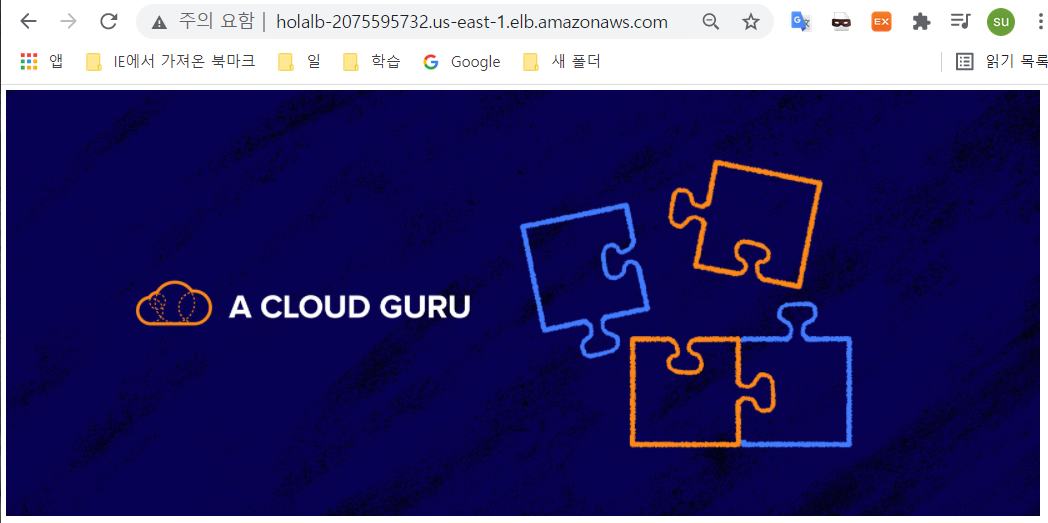 주의 요함 | holalb-2075595732.us-east-1.elb.amazonaws.com su
앱 IE에서 가져온 북마크 일 학습 Google 새 폴더 읽기 목록
A CLOUD GURU